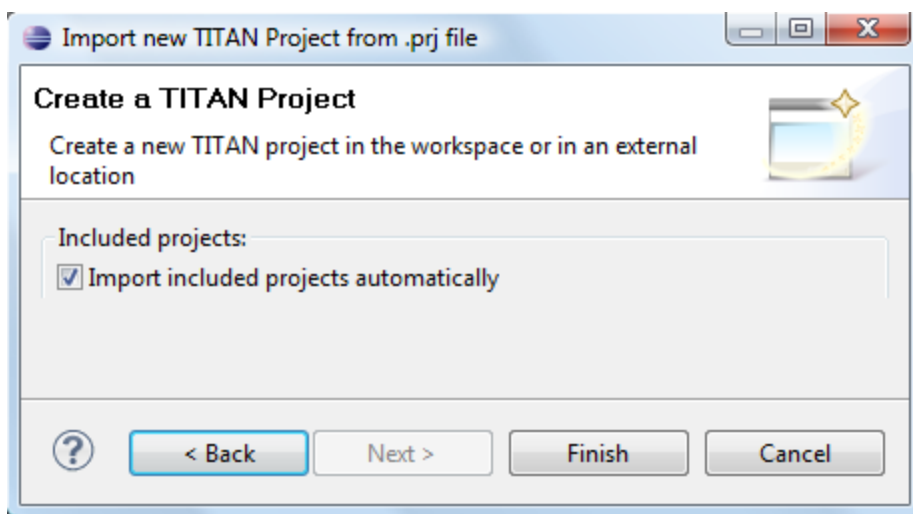 Import new TITAN Project from .prj file
Create a TITAN Project
Create a new TITAN project in the workspace or in an external
location
Included projects:
Import included projects automatically
?
< Back
Next >
Finish
Cancel